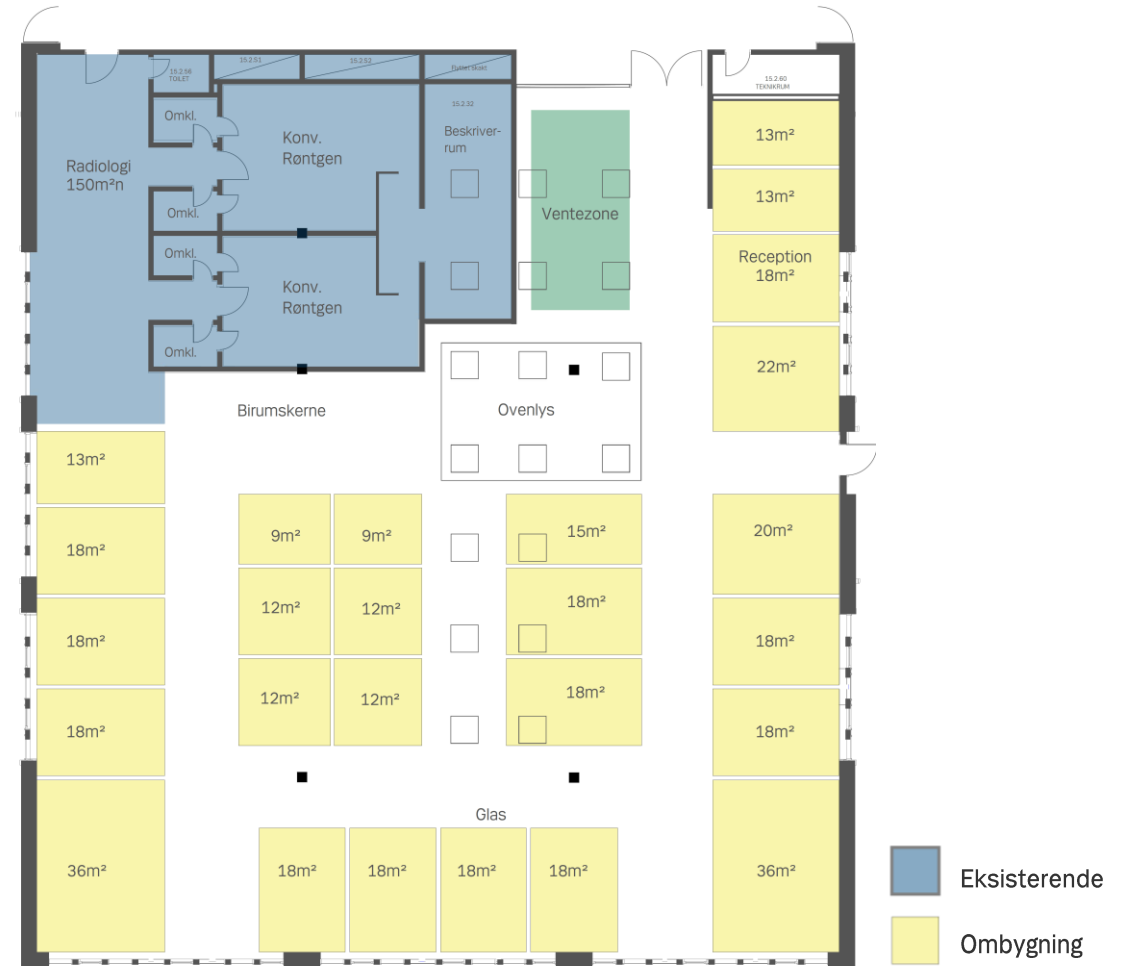 15.2.56
TOILET
15.2.51
15.2.52
15.2.60
TEKNIKRUM
15.2.32
Omkl.
Konv.
Røntgen
Beskriver-
rum
13m²
Radiologi
150m²n
13m²
Omkl.
Ventezone
Omkl.
Reception
18m²
Konv.
Røntgen
Omkl.
22m²
Birumskerne
Ovenlys
13m²
9m²
9m²
15m²
20m²
18m²
12m²
12m²
18m²
18m²
18m²
12m²
12m²
18m²
18m²
18m²
Glas
36m²
18m²
18m²
18m²
18m²
36m²
Eksisterende
Ombygning